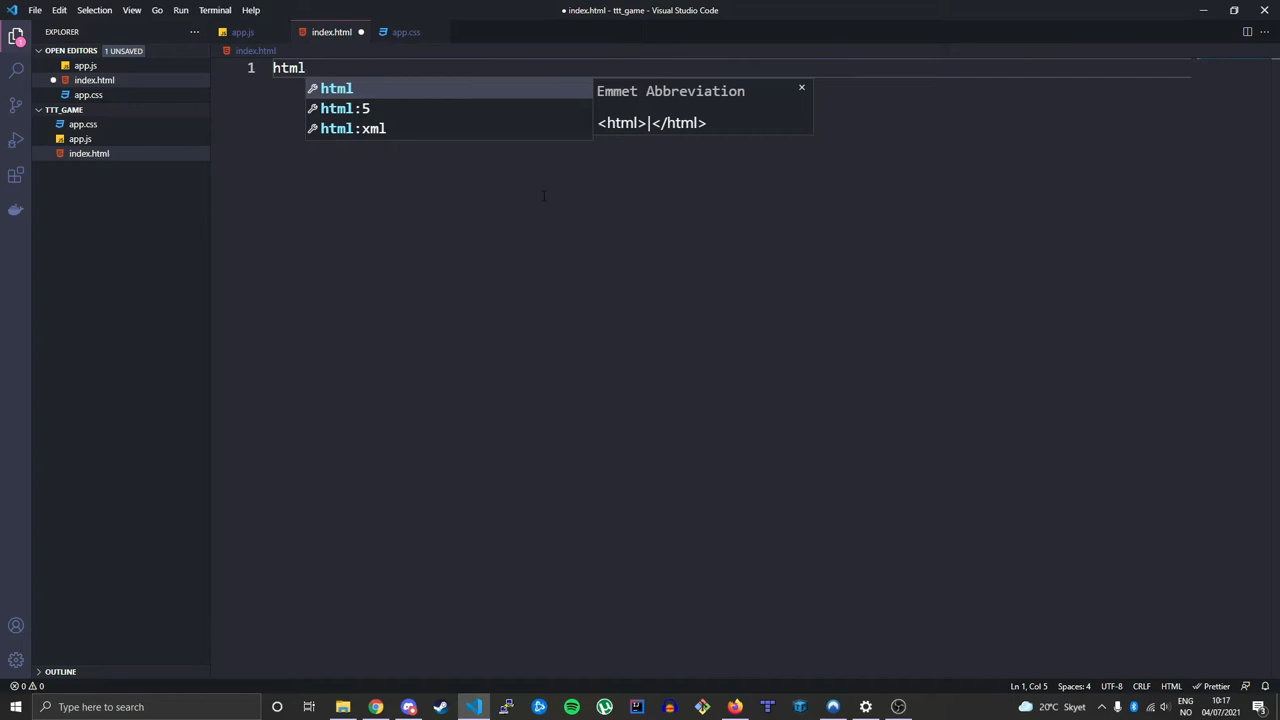 File Edit Selection View Go Run Terminal Help
● index.html - ttt_game - Visual Studio Code
EXPLORER
OPEN EDITORS 1 UNSAVED
app.js
index.html
app.css
TTT_GAME
app.css
app.js
index.html
OUTLINE
1
app.js index.html app.css
index.html
1 html
html
html:5
html:xml
Emmet Abbreviation
<html>|</html>
0 0
Ln 1, Col 5 Spaces: 4 UTF-8 CRLF HTML Prettier
Type here to search
20°C Skyet
ENG
NO
10:17
04/07/2021